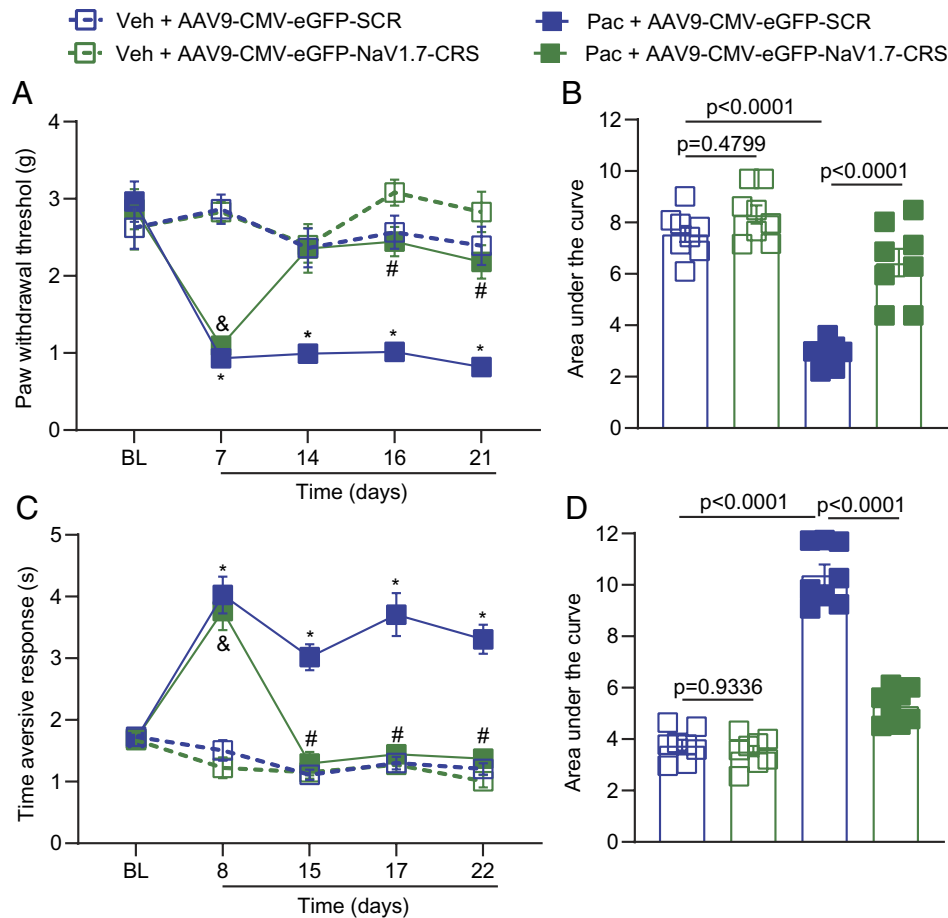 Veh + AAV9-CMV-eGFP-SCR
Pac + AAV9-CMV-eGFP-SCR
Veh + AAV9-CMV-eGFP-NaV1.7-CRS
Pac + AAV9-CMV-eGFP-NaV1.7-CRS
A
Paw withdrawal threshol (g)
4
3
2
1
0
&
*
*
*
*
#
#
BL
7
14
16
21
Time (days)
B
Area under the curve
12
10
8
6
4
2
0
p<0.0001
p=0.4799
p<0.0001
C
Time aversive response (s)
5
4
3
2
1
0
*
*
*
*
&
#
#
#
BL
8
15
17
22
Time (days)
D
Area under the curve
12
10
8
6
4
2
0
p<0.0001
p<0.0001
p=0.9336